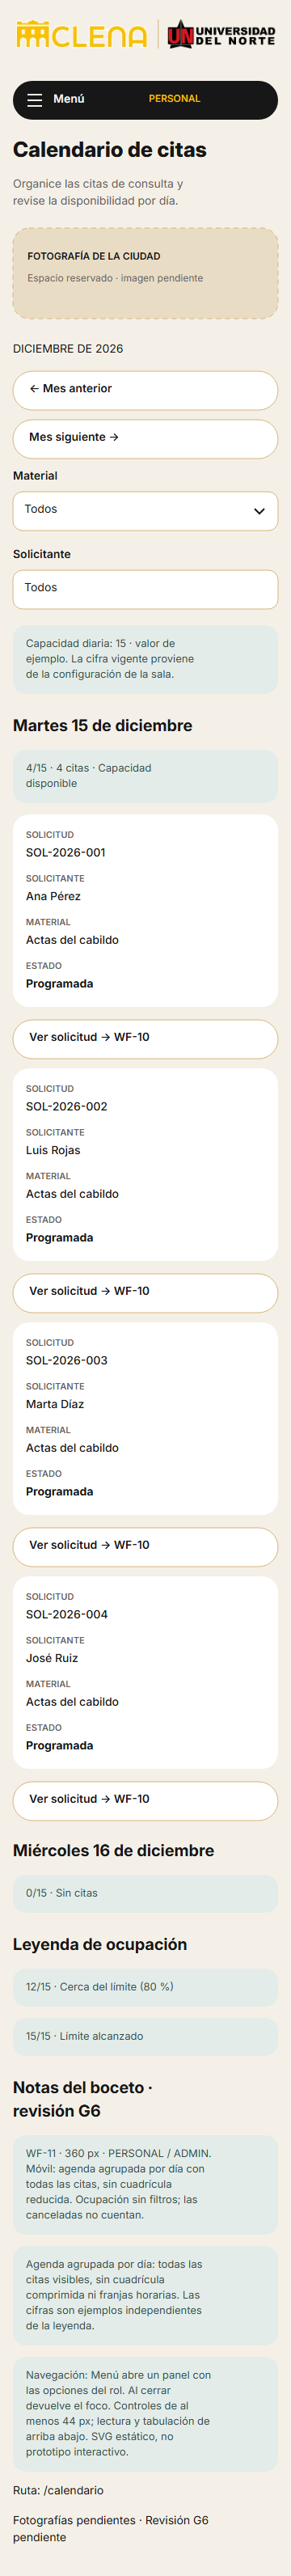 CLENA
UN UNIVERSIDAD
DEL NORTE
Menú
PERSONAL
Calendario de citas
Organice las citas de consulta y
revise la disponibilidad por día.
FOTOGRAFÍA DE LA CIUDAD
Espacio reservado · imagen pendiente
DICIEMBRE DE 2026
← Mes anterior
Mes siguiente →
Material
Todos
Solicitante
Todos
Capacidad diaria: 15 · valor de
ejemplo. La cifra vigente proviene
de la configuración de la sala.
Martes 15 de diciembre
4/15 · 4 citas · Capacidad
disponible
SOLICITUD
SOL-2026-001
SOLICITANTE
Ana Pérez
MATERIAL
Actas del cabildo
ESTADO
Programada
Ver solicitud → WF-10
SOLICITUD
SOL-2026-002
SOLICITANTE
Luis Rojas
MATERIAL
Actas del cabildo
ESTADO
Programada
Ver solicitud → WF-10
SOLICITUD
SOL-2026-003
SOLICITANTE
Marta Díaz
MATERIAL
Actas del cabildo
ESTADO
Programada
Ver solicitud → WF-10
SOLICITUD
SOL-2026-004
SOLICITANTE
José Ruiz
MATERIAL
Actas del cabildo
ESTADO
Programada
Ver solicitud → WF-10
Miércoles 16 de diciembre
0/15 · Sin citas
Leyenda de ocupación
12/15 · Cerca del límite (80 %)
15/15 · Límite alcanzado
Notas del boceto ·
revisión G6
WF-11 · 360 px · PERSONAL / ADMIN.
Móvil: agenda agrupada por día con
todas las citas, sin cuadrícula
reducida. Ocupación sin filtros; las
canceladas no cuentan.
Agenda agrupada por día: todas las
citas visibles, sin cuadrícula
comprimida ni franjas horarias. Las
cifras son ejemplos independientes
de la leyenda.
Navegación: Menú abre un panel con
las opciones del rol. Al cerrar
devuelve el foco. Controles de al
menos 44 px; lectura y tabulación de
arriba abajo. SVG estático, no
prototipo interactivo.
Ruta: /calendario
Fotografías pendientes · Revisión G6
pendiente